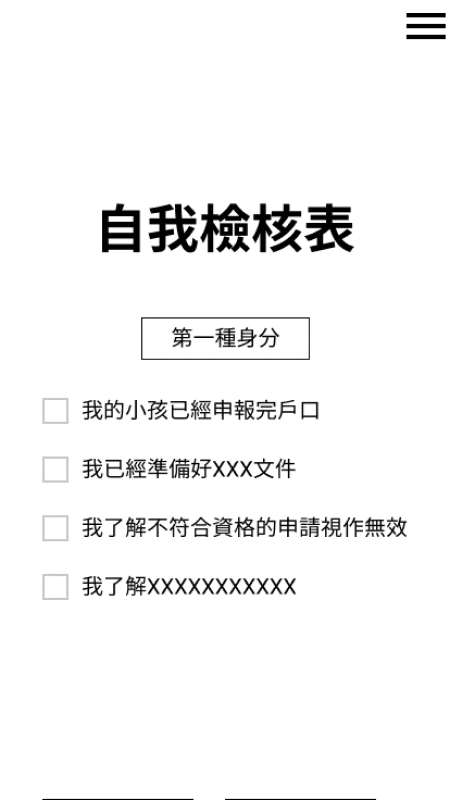 自我檢核表
第一種身分
我的小孩已經申報完戶口
我已經準備好XXX文件
我了解不符合資格的申請視作無效
我了解XXXXXXXXXXX